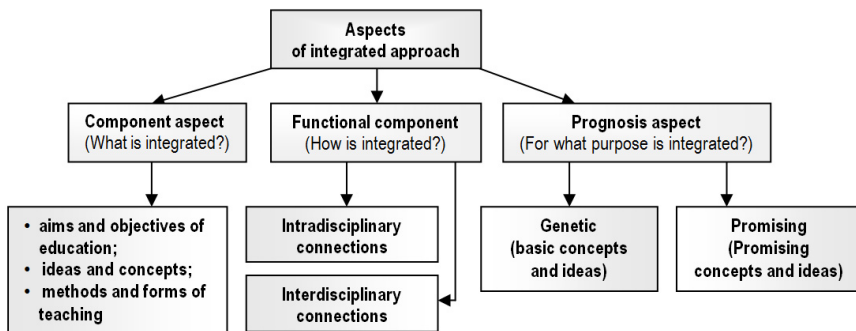 Aspects
of integrated approach
Component aspect
(What is integrated?)
Functional component
(How is integrated?)
Prognosis aspect
(For what purpose is integrated?)
• aims and objectives of
education;
• ideas and concepts;
• methods and forms of
teaching
Intradisciplinary
connections
Interdisciplinary
connections
Genetic
(basic concepts
and ideas)
Promising
(Promising
concepts and ideas)